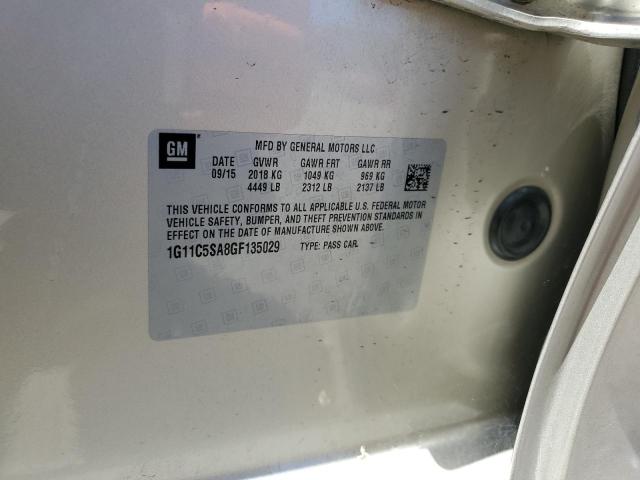 GM
MFD BY GENERAL MOTORS LLC
DATE GVWR GAWR FRT GAWR RR
09/15 2018 KG 1049 KG 969 KG
4449 LB 2312 LB 2137 LB
THIS VEHICLE CONFORMS TO ALL APPLICABLE U.S. FEDERAL MOTOR
VEHICLE SAFETY, BUMPER, AND THEFT PREVENTION STANDARDS IN
EFFECT ON THE DATE OF MANUFACTURE SHOWN ABOVE.
1G11C5SA8GF135029 TYPE: PASS CAR